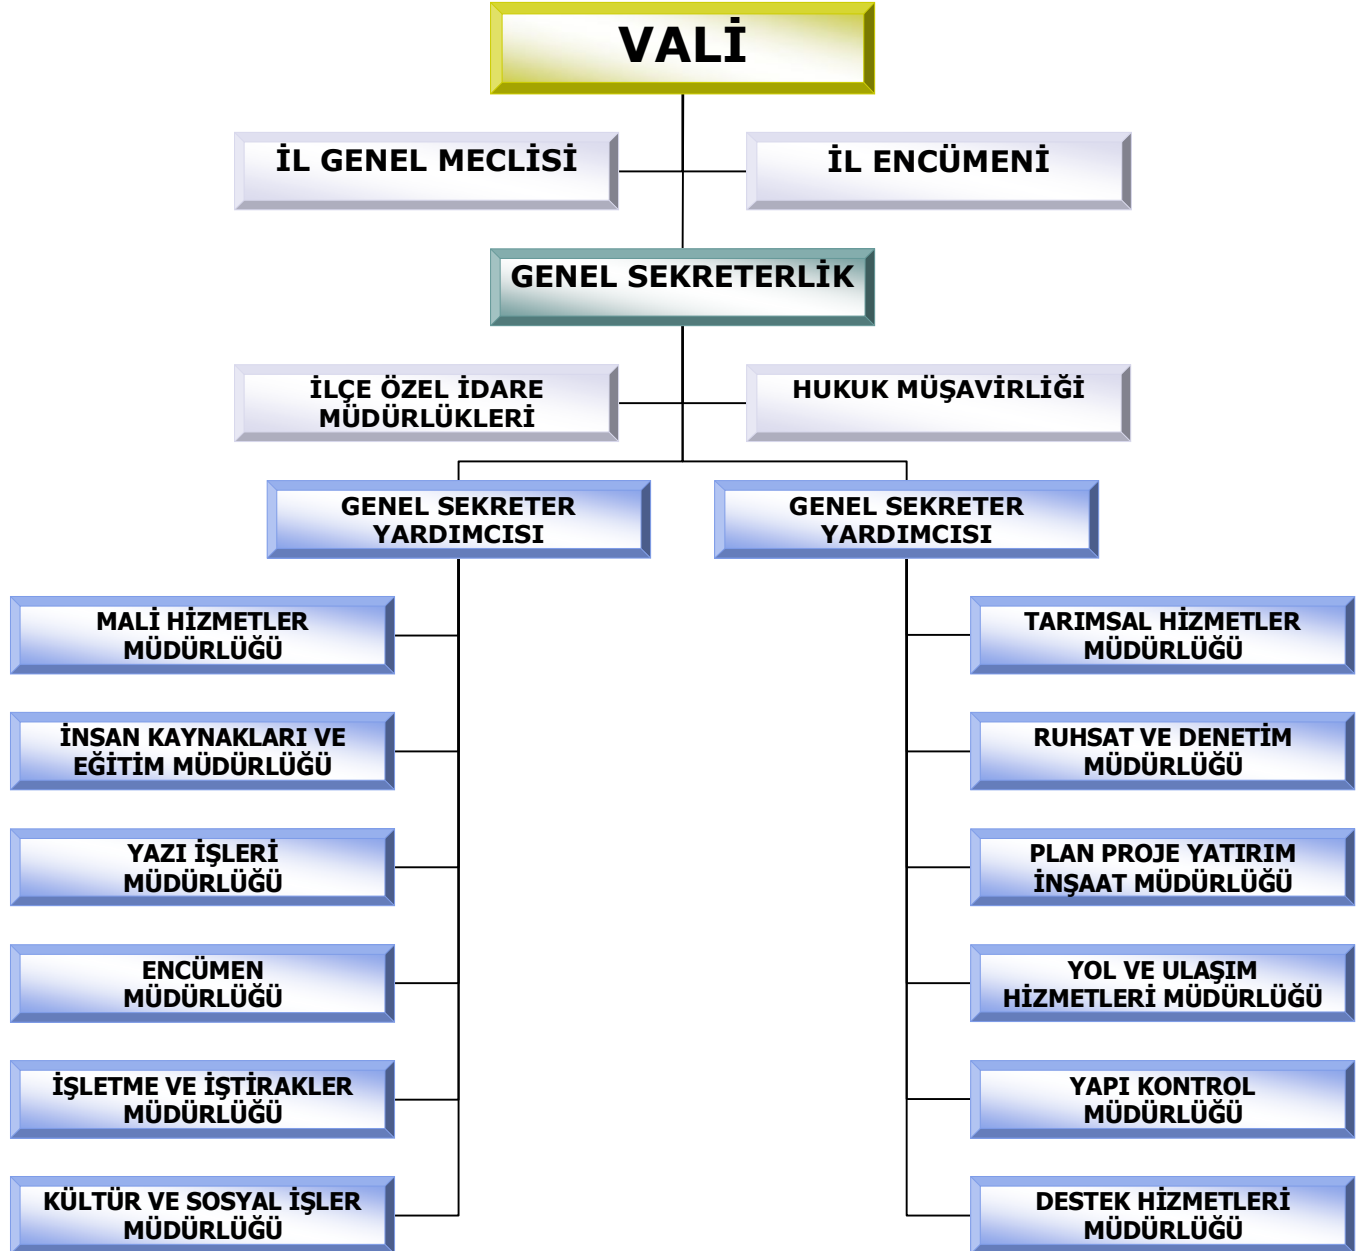 VALİ
İL GENEL MECLİSİ
İL ENCÜMENİ
GENEL SEKRETERLİK
İLÇE ÖZEL İDARE
MÜDÜRLÜKLERİ
HUKUK MÜŞAVİRLİĞİ
GENEL SEKRETER
YARDIMCISI
GENEL SEKRETER
YARDIMCISI
MALİ HİZMETLER
MÜDÜRLÜĞÜ
TARIMSAL HİZMETLER
MÜDÜRLÜĞÜ
İNSAN KAYNAKLARI VE
EĞİTİM MÜDÜRLÜĞÜ
RUHSAT VE DENETİM
MÜDÜRLÜĞÜ
YAZI İŞLERİ
MÜDÜRLÜĞÜ
PLAN PROJE YATIRIM
İNŞAAT MÜDÜRLÜĞÜ
ENCÜMEN
MÜDÜRLÜĞÜ
YOL VE ULAŞIM
HİZMETLERİ MÜDÜRLÜĞÜ
İŞLETME VE İŞTİRAKLER
MÜDÜRLÜĞÜ
YAPI KONTROL
MÜDÜRLÜĞÜ
KÜLTÜR VE SOSYAL İŞLER
MÜDÜRLÜĞÜ
DESTEK HİZMETLERİ
MÜDÜRLÜĞÜ